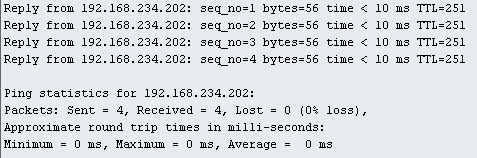 Reply from 192.168.234.202: seq_no=1 bytes=56 time < 10 ms TTL=251
Reply from 192.168.234.202: seq_no=2 bytes=56 time < 10 ms TTL=251
Reply from 192.168.234.202: seq_no=3 bytes=56 time < 10 ms TTL=251
Reply from 192.168.234.202: seq_no=4 bytes=56 time < 10 ms TTL=251
Ping statistics for 192.168.234.202:
Packets: Sent = 4, Received = 4, Lost = 0 (0% loss),
Approximate round trip times in milli-seconds:
Minimum = 0 ms, Maximum = 0 ms, Average =  0 ms